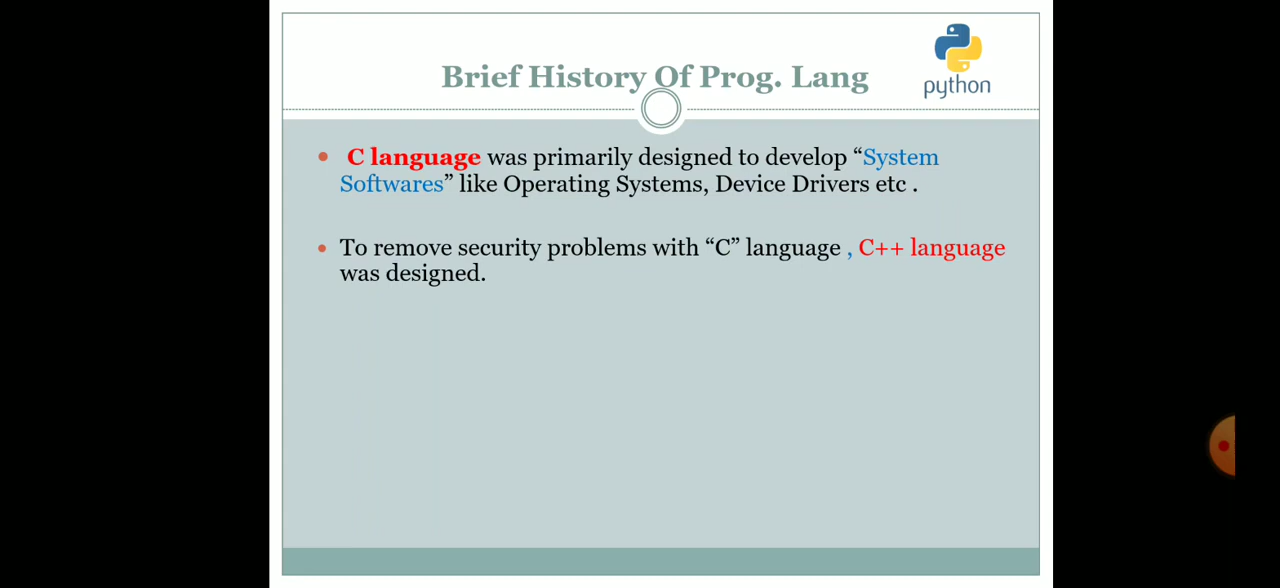 Brief History Of Prog. Lang
python
C language was primarily designed to develop “System
Softwares” like Operating Systems, Device Drivers etc .
To remove security problems with “C” language , C++ language
was designed.